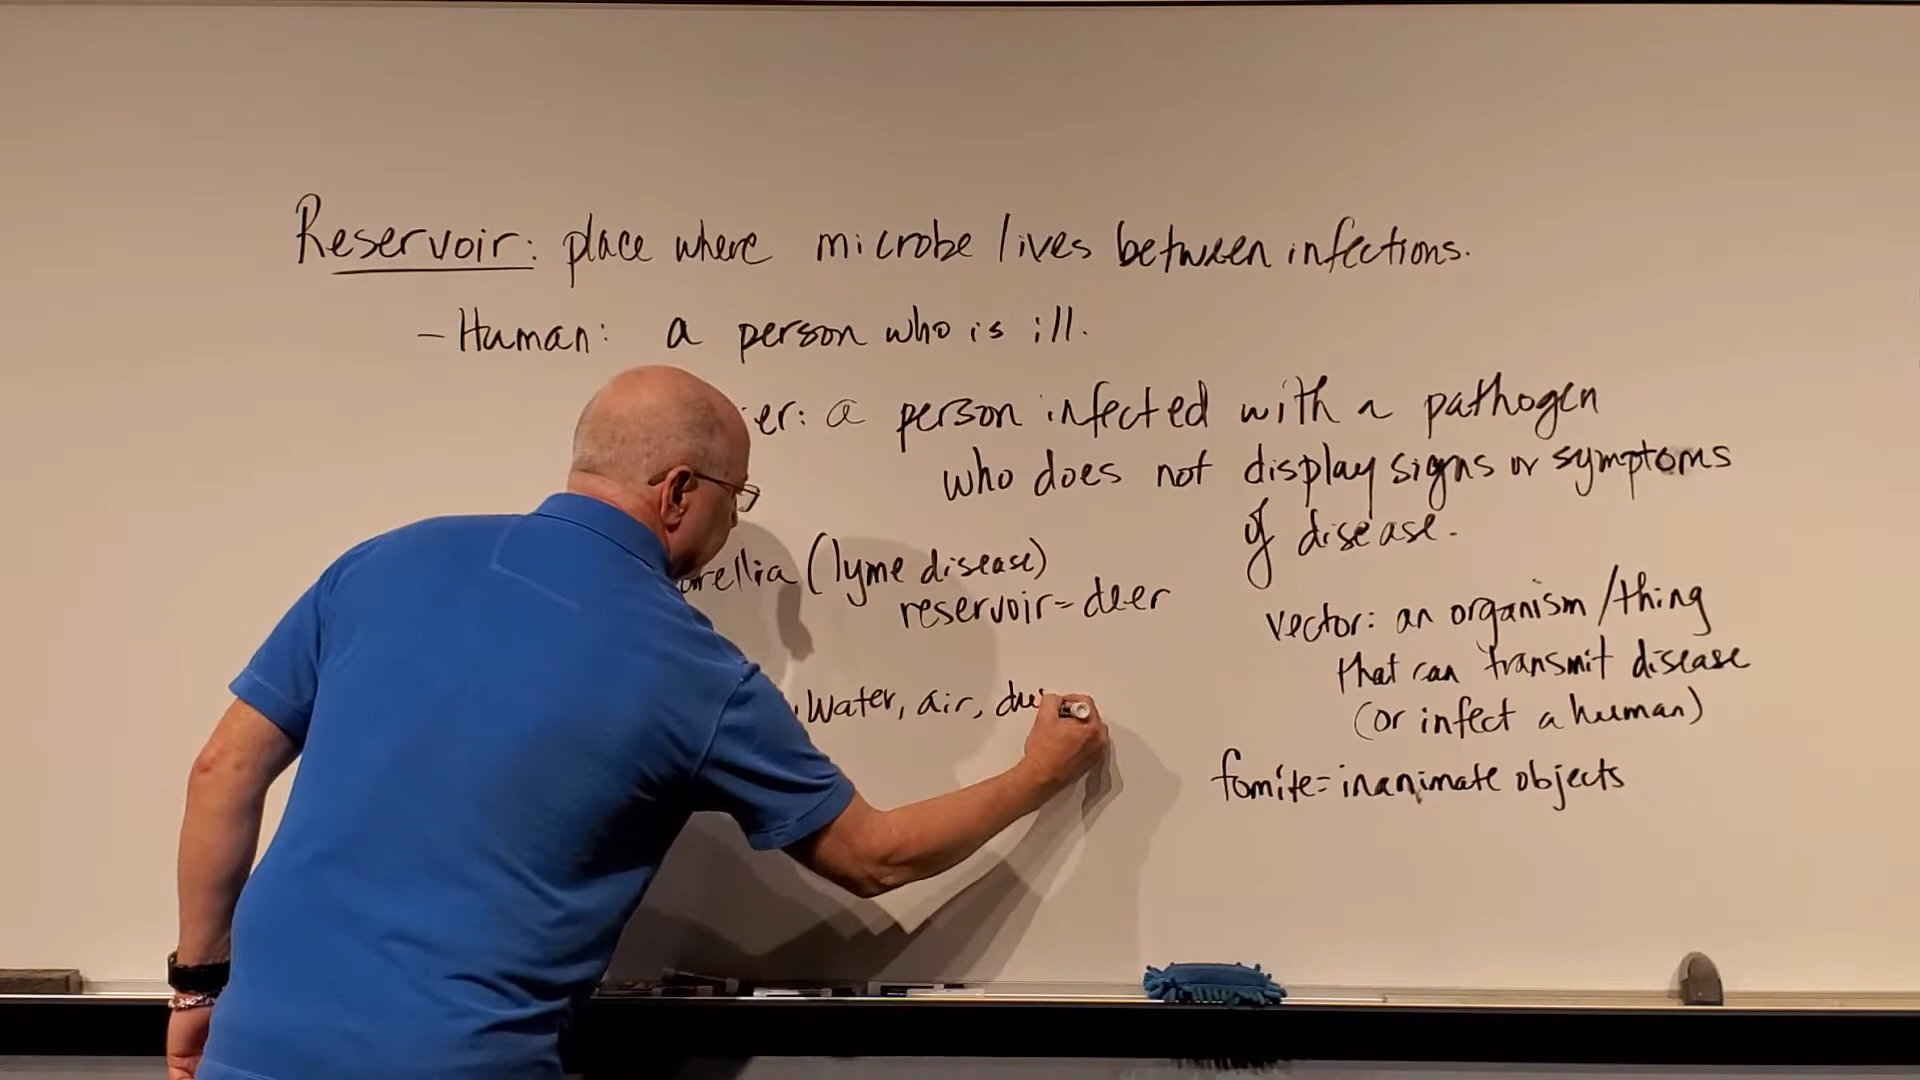 Reservoir: place where microbe lives between infections.
- Human: a person who is ill.
er: a person infected with a pathogen
who does not display signs or symptoms
of disease.
rellia (lyme disease)
reservoir = deer
vector: an organism/thing
that can transmit disease
(or infect a human)
Water, air,
fomite = inanimate objects